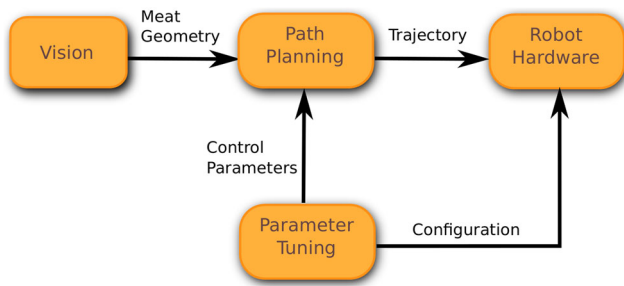 Meat
Geometry
Vision
Path
Planning
Trajectory
Robot
Hardware
Control
Parameters
Parameter
Tuning
Configuration